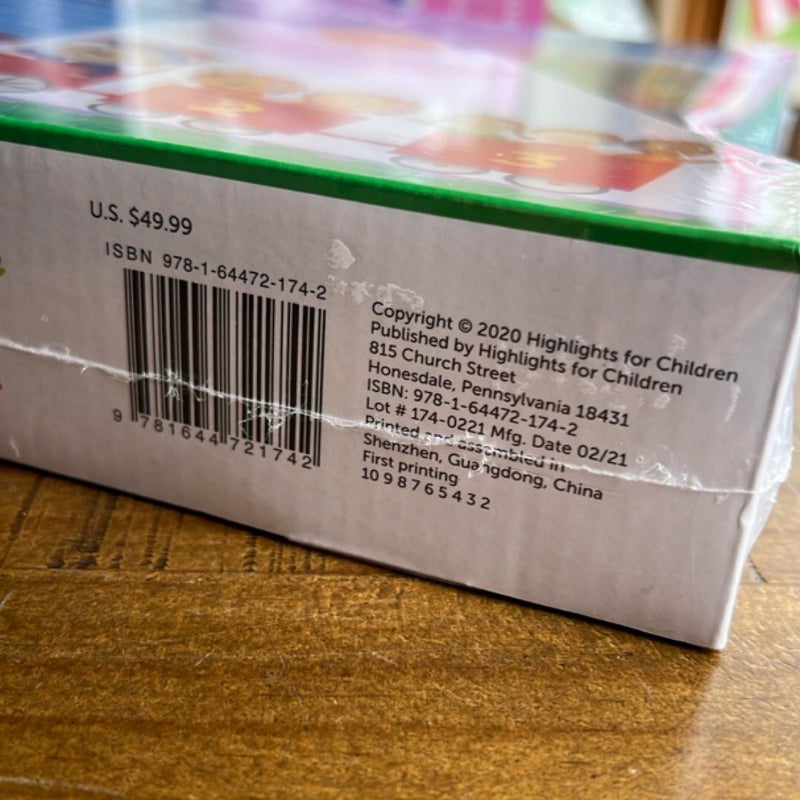 U.S. $49.99
ISBN 978-1-64472-174-2
9 781644 721742
Copyright © 2020 Highlights for Children
Published by Highlights for Children
815 Church Street
Honesdale, Pennsylvania 18431
ISBN: 978-1-64472-174-2
Lot # 174-0221 Mfg. Date 02/21
Printed and assembled in
Shenzhen, Guangdong, China
First printing
10 9 8 7 6 5 4 3 2